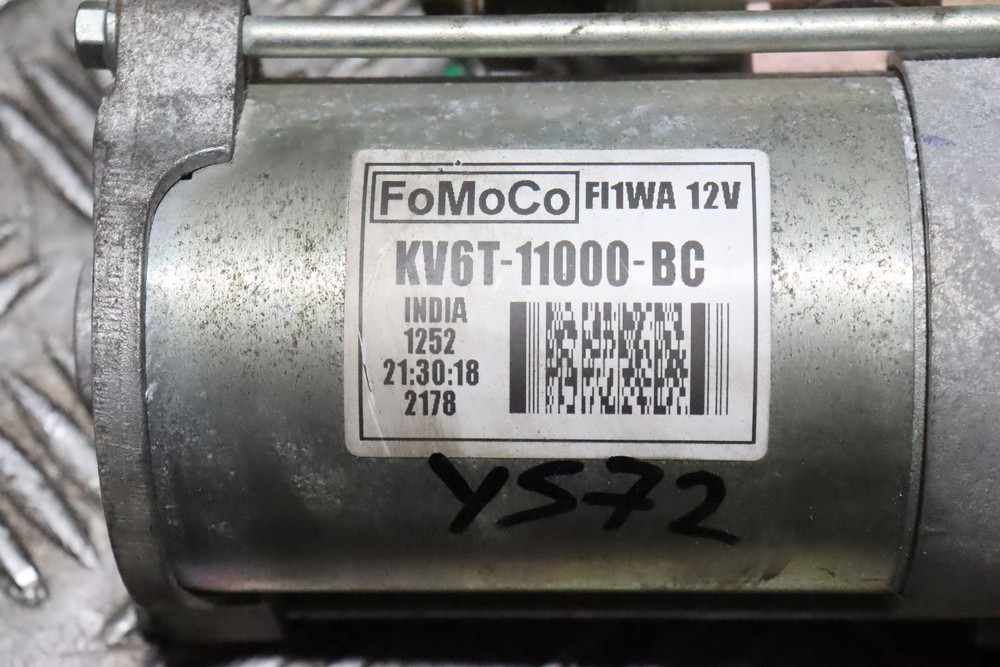 FoMoCo FI1WA 12V
KV6T-11000-BC
INDIA
1252
21:30:18
2178
YS72